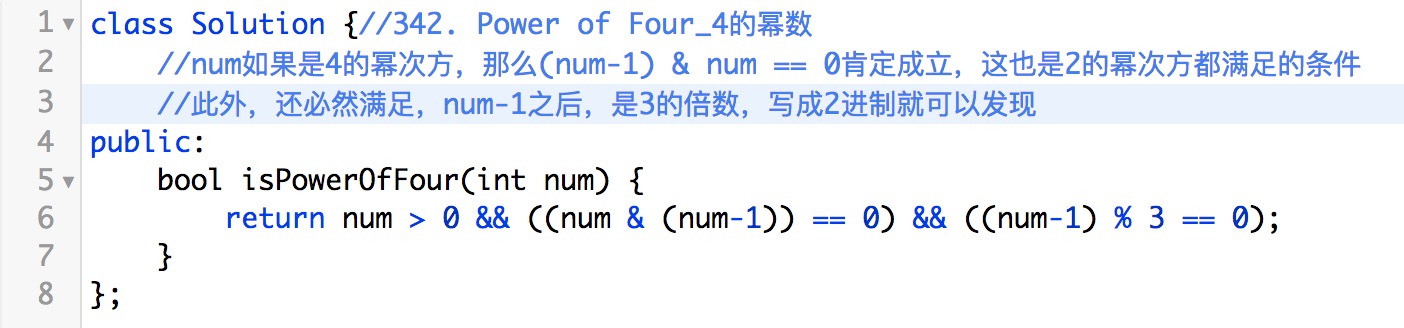 1 class Solution {//342. Power of Four_4的幂数
2 //num如果是4的幂次方，那么(num-1) & num == 0肯定成立，这也是2的幂次方都满足的条件
3 //此外，还必然满足，num-1之后，是3的倍数，写成2进制就可以发现
4 public:
5 bool isPowerOfFour(int num) {
6 return num > 0 && ((num & (num-1)) == 0) && ((num-1) % 3 == 0);
7 }
8 };